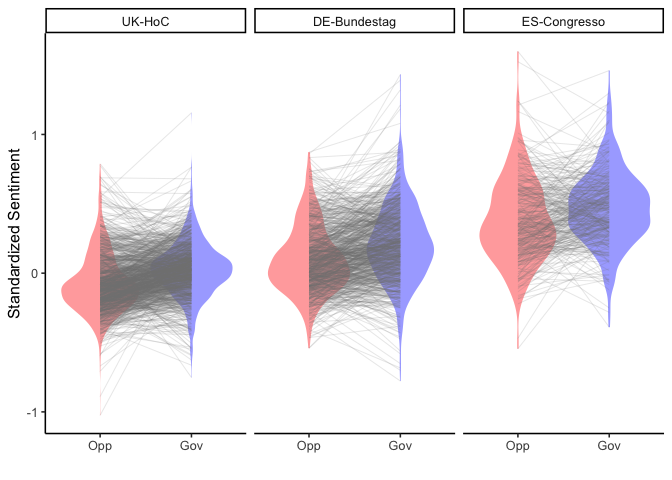 UK-HoC
DE-Bundestag
ES-Congresso
Standardized Sentiment
1
0
-1
Opp
Gov
Opp
Gov
Opp
Gov